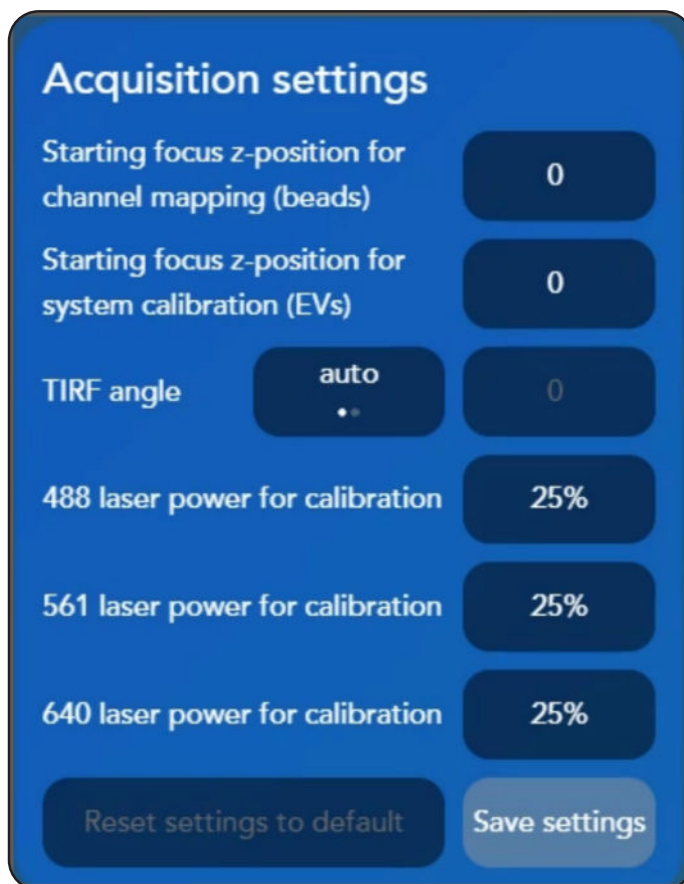 Acquisition settings
Starting focus z-position for
channel mapping (beads)
0
Starting focus z-position for
system calibration (EVs)
0
TIRF angle
auto
0
488 laser power for calibration
25%
561 laser power for calibration
25%
640 laser power for calibration
25%
Reset settings to default
Save settings